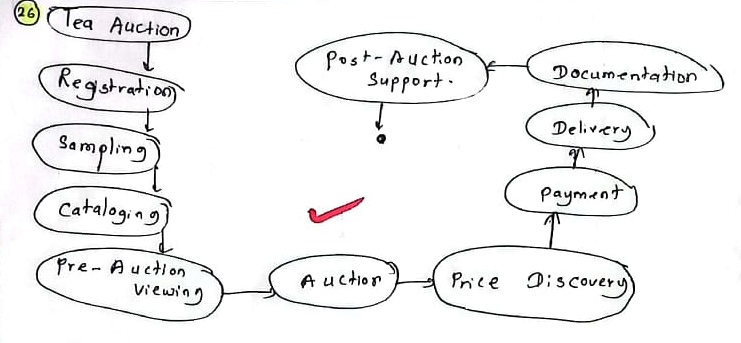 26
Tea Auction
Registration
Sampling
Cataloging
Pre-Auction
Viewing
Auction
Price Discovery
Payment
Delivery
Documentation
Post-Auction
Support.